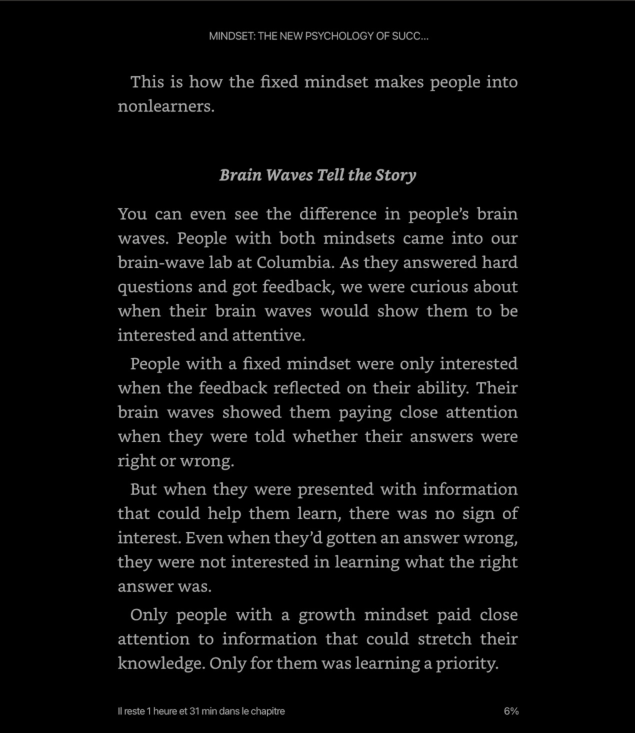 MINDSET: THE NEW PSYCHOLOGY OF SUCC...
This is how the fixed mindset makes people into
nonlearners.
Brain Waves Tell the Story
You can even see the difference in people's brain
waves. People with both mindsets came into our
brain-wave lab at Columbia. As they answered hard
questions and got feedback, we were curious about
when their brain waves would show them to be
interested and attentive.
People with a fixed mindset were only interested
when the feedback reflected on their ability. Their
brain waves showed them paying close attention
when they were told whether their answers were
right or wrong.
But when they were presented with information
that could help them learn, there was no sign of
interest. Even when they'd gotten an answer wrong,
they were not interested in learning what the right
answer was.
Only people with a growth mindset paid close
attention to information that could stretch their
knowledge. Only for them was learning a priority.
Il reste 1 heure et 31 min dans le chapitre
6%